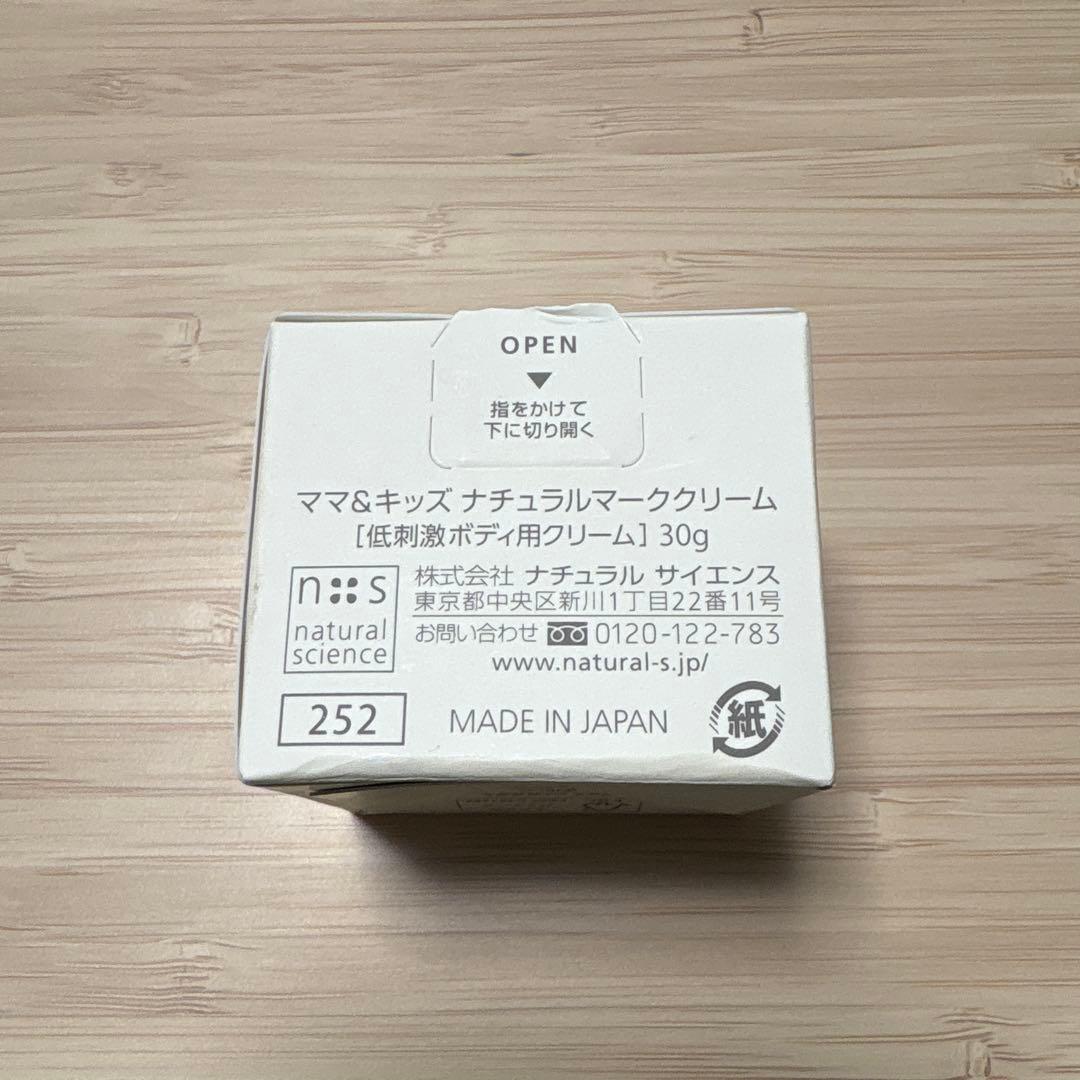 OPEN
指をかけて
下に切り開く
ママ&キッズ ナチュラルマーククリーム
[低刺激ボディ用クリーム] 30g
n s
natural
science
株式会社 ナチュラル サイエンス
東京都中央区新川1丁目22番11号
お問い合わせ 0120-122-783
www.natural-s.jp/
252
MADE IN JAPAN
紙